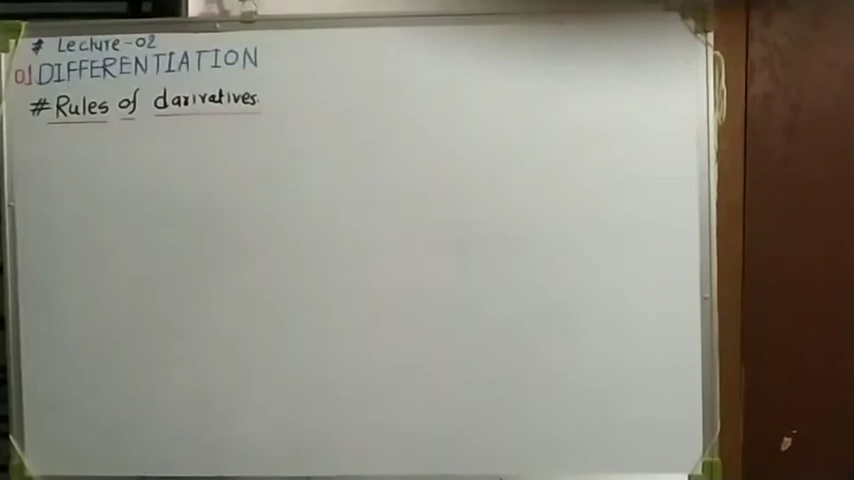 # Lecture-02
01 DIFFERENTIATION
# Rules of darivatives.